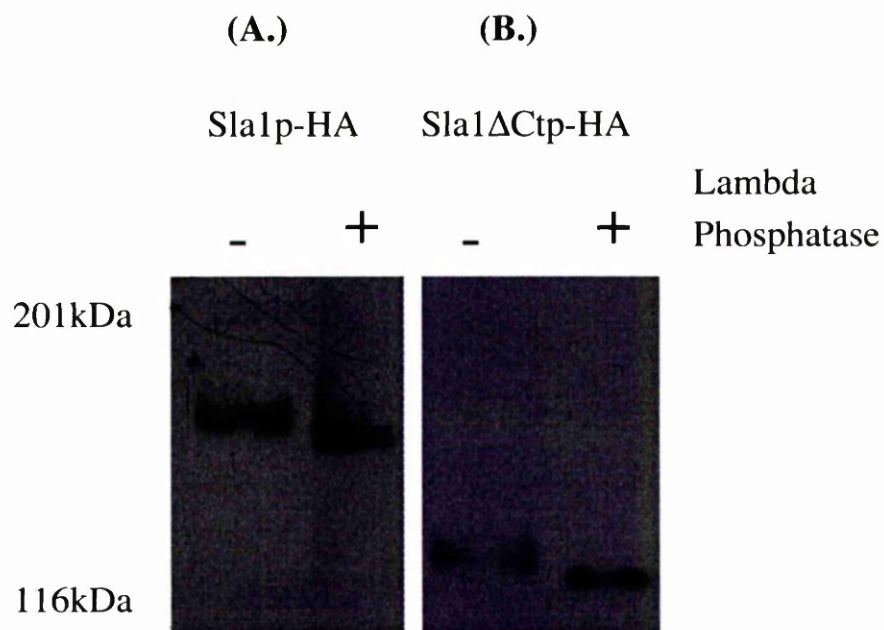 (A.) (B.)
Sla1p-HA Sla1ΔCtp-HA
Lambda
- + - + Phosphatase
201kDa
116kDa